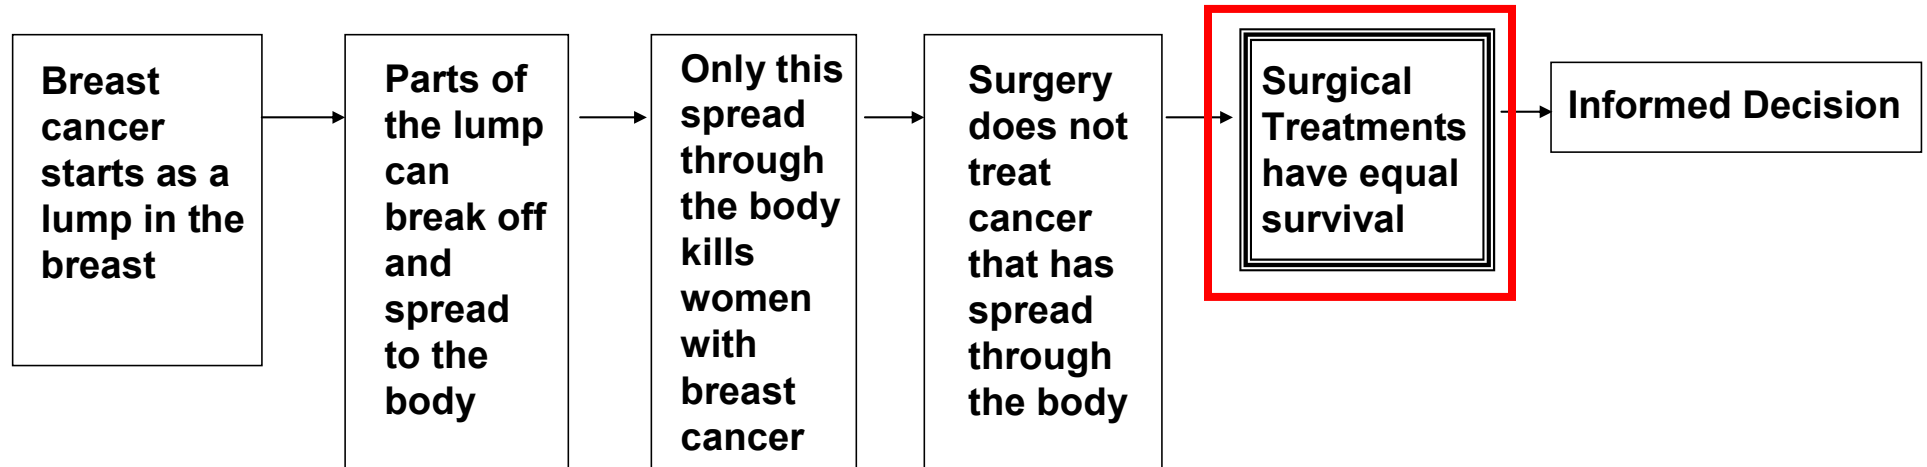 Breast
cancer
starts as a
lump in the
breast
Parts of
the lump
can
break off
and
spread
to the
body
Only this
spread
through
the body
kills
women
with
breast
cancer
Surgery
does not
treat
cancer
that has
spread
through
the body
Surgical
Treatments
have equal
survival
Informed Decision